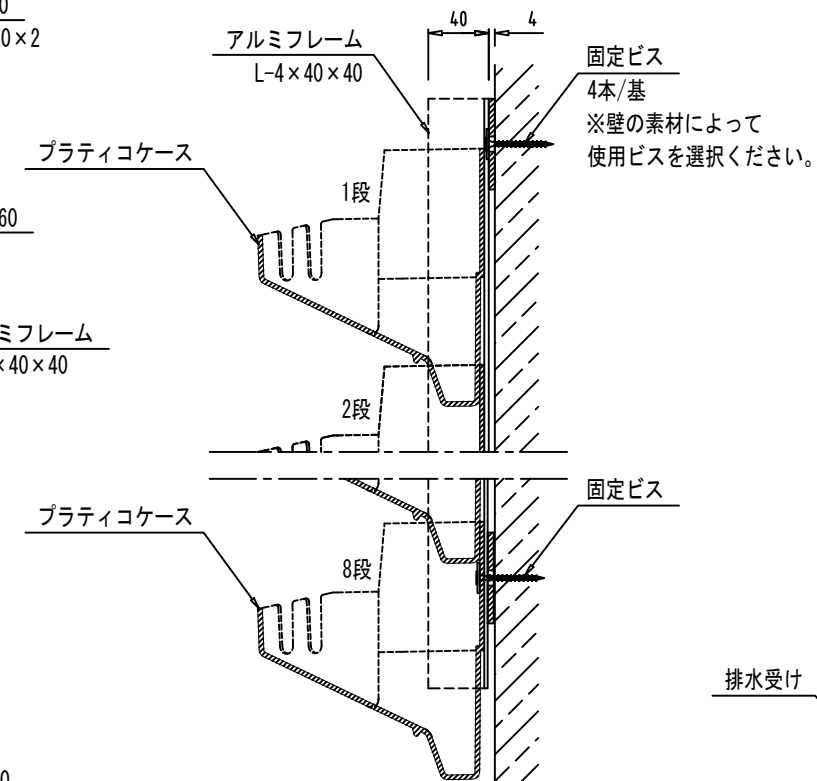 0
0×2
アルミフレーム
L-4×40×40
40
4
固定ビス
4本/基
※壁の素材によって
使用ビスを選択ください。
プラティコケース
1段
60
ミフレーム
×40×40
2段
プラティコケース
固定ビス
8段
排水受け
0